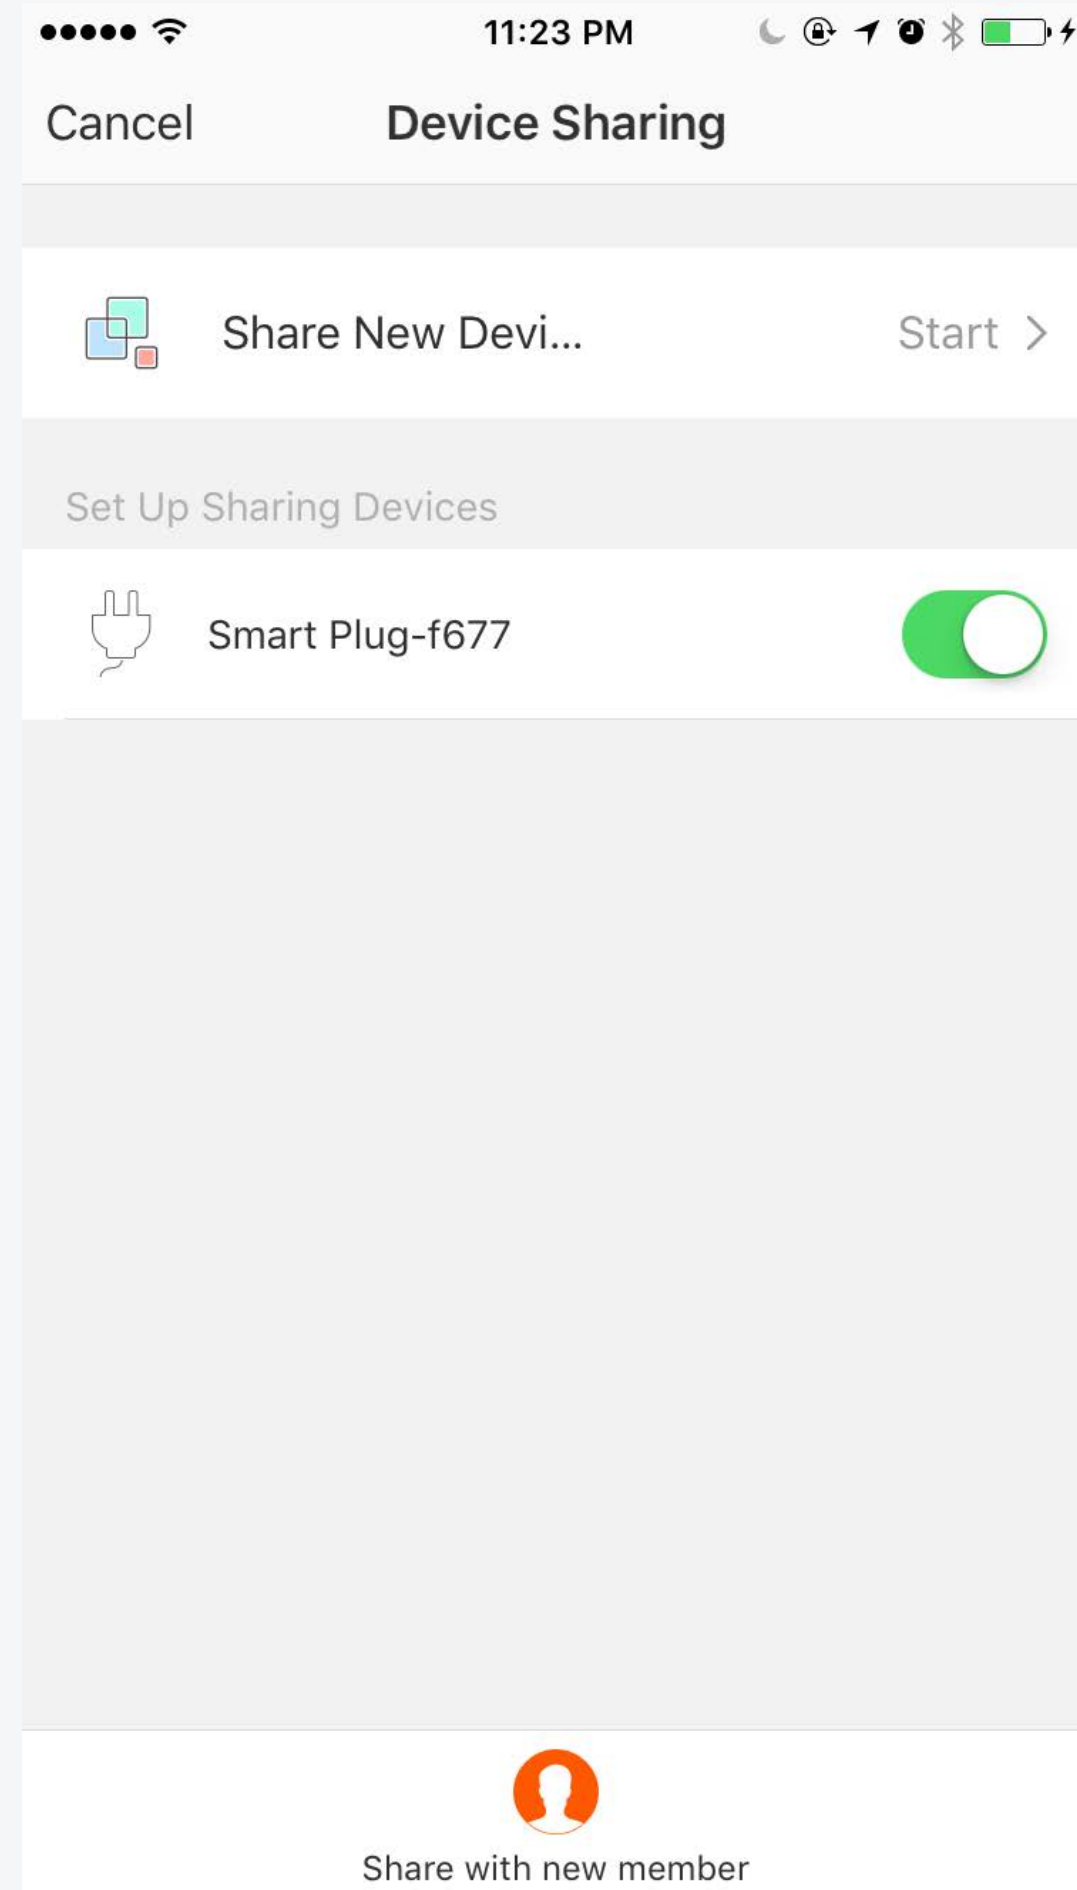 11:23 PM
Cancel
Device Sharing
Share New Devi...
Start
Set Up Sharing Devices
Smart Plug-f677
Share with new member